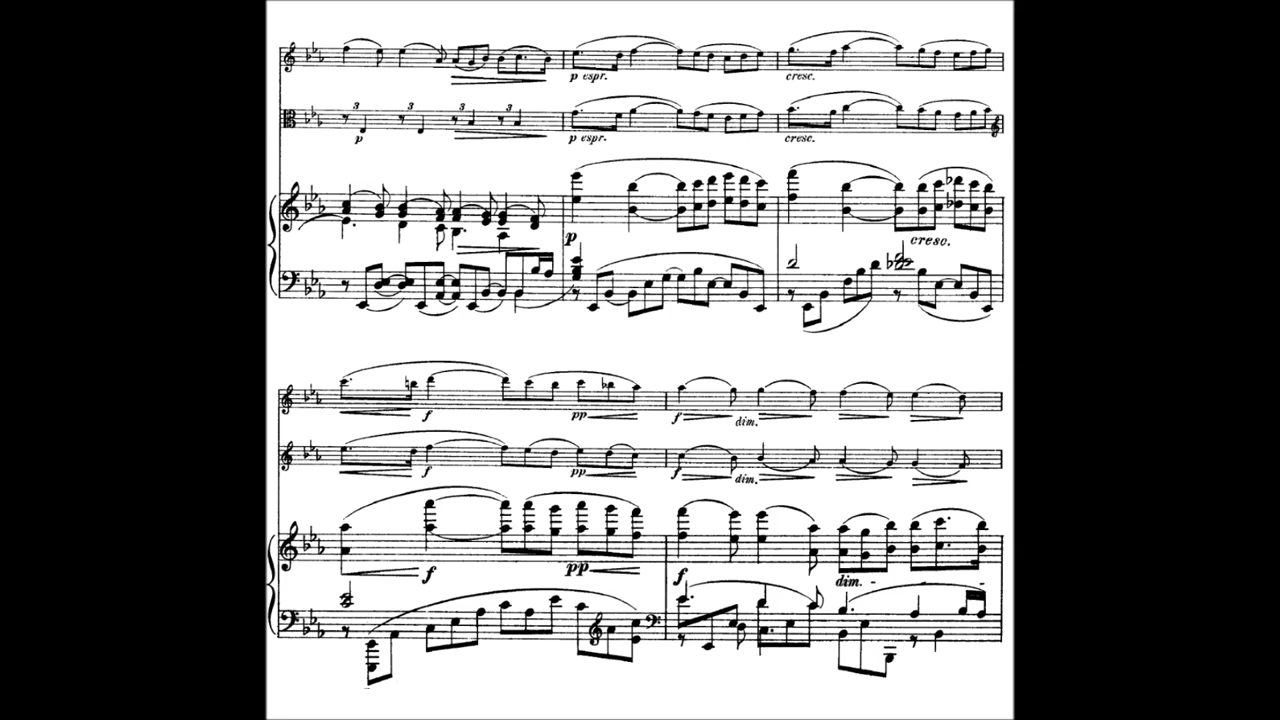 3 3 3 3
p espr. cresc.
p
p espr. cresc.
p
cresc.
f pp f dim.
f pp f dim.
f pp f dim. -